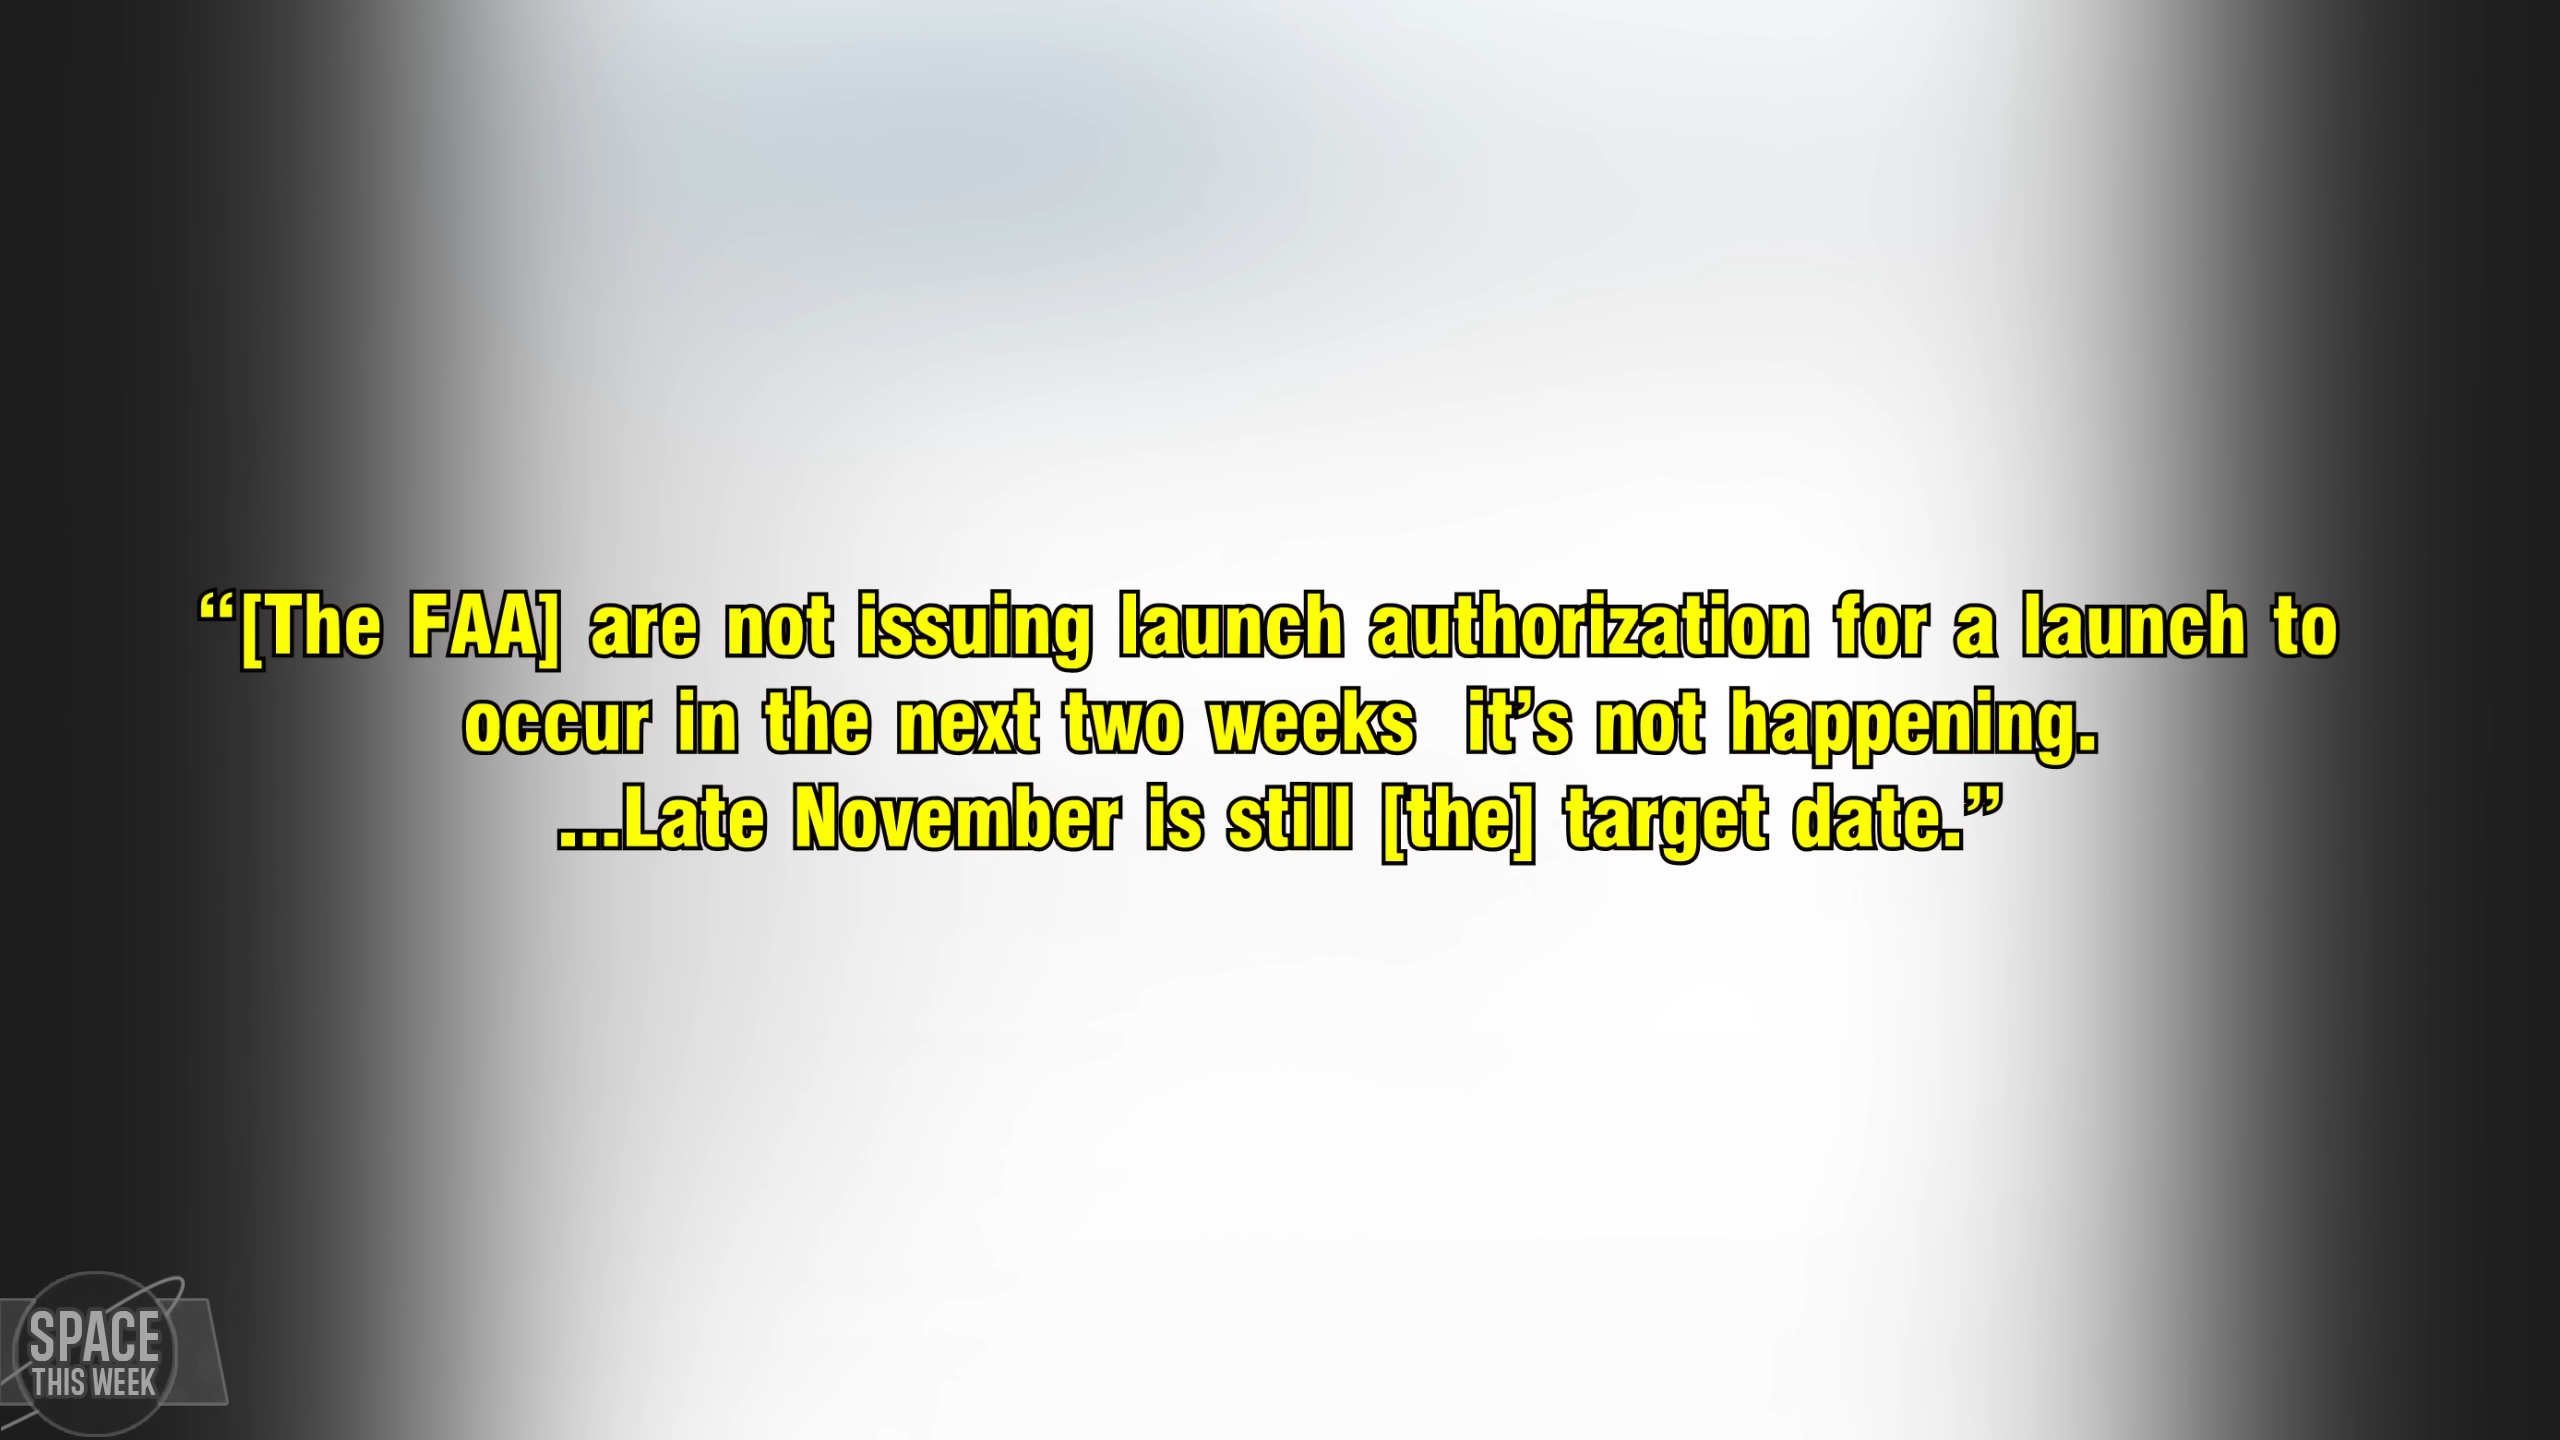 “[The FAA] are not issuing launch authorization for a launch to
occur in the next two weeks  it’s not happening.
...Late November is still [the] target date.”
SPACE
THIS WEEK